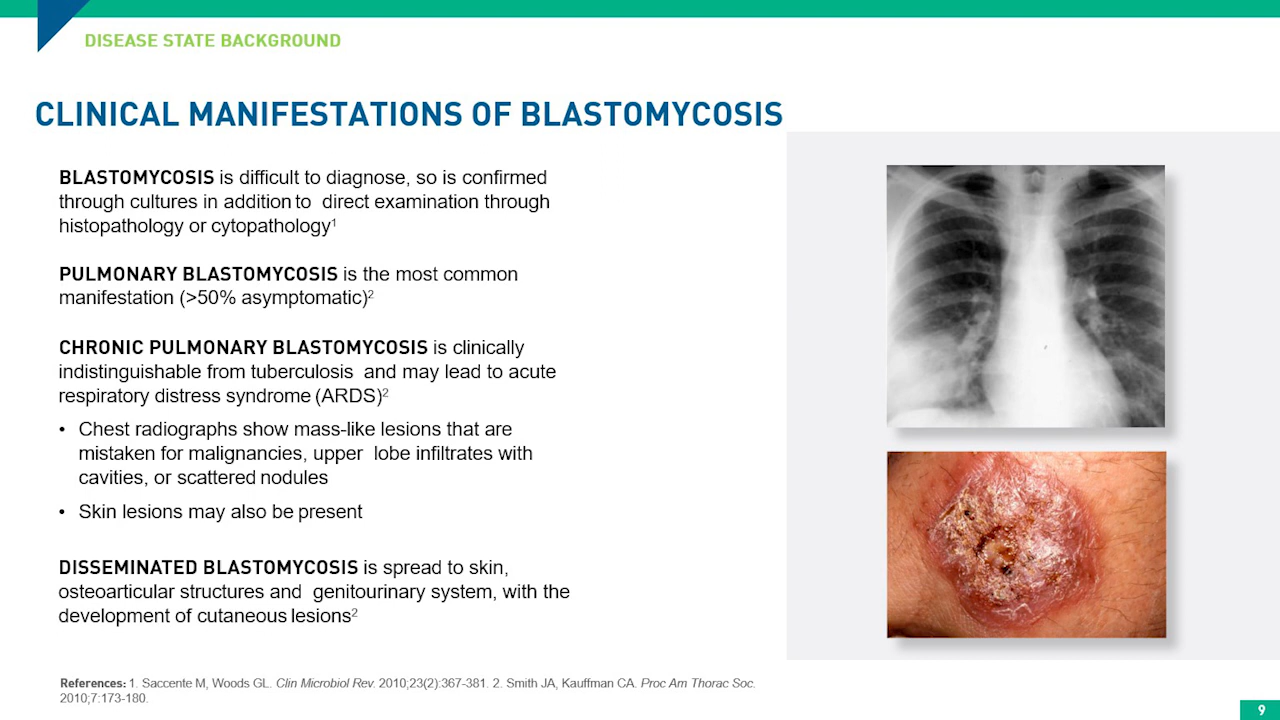 DISEASE STATE BACKGROUND
CLINICAL MANIFESTATIONS OF BLASTOMYCOSIS
BLASTOMYCOSIS is difficult to diagnose, so is confirmed
through cultures in addition to direct examination through
histopathology or cytopathology¹
PULMONARY BLASTOMYCOSIS is the most common
manifestation (>50% asymptomatic)²
CHRONIC PULMONARY BLASTOMYCOSIS is clinically
indistinguishable from tuberculosis and may lead to acute
respiratory distress syndrome (ARDS)²
• Chest radiographs show mass-like lesions that are
mistaken for malignancies, upper lobe infiltrates with
cavities, or scattered nodules
• Skin lesions may also be present
DISSEMINATED BLASTOMYCOSIS is spread to skin,
osteoarticular structures and genitourinary system, with the
development of cutaneous lesions²
References: 1. Saccente M, Woods GL. Clin Microbiol Rev. 2010;23(2):367-381. 2. Smith JA, Kauffman CA. Proc Am Thorac Soc.
2010;7:173-180.
9